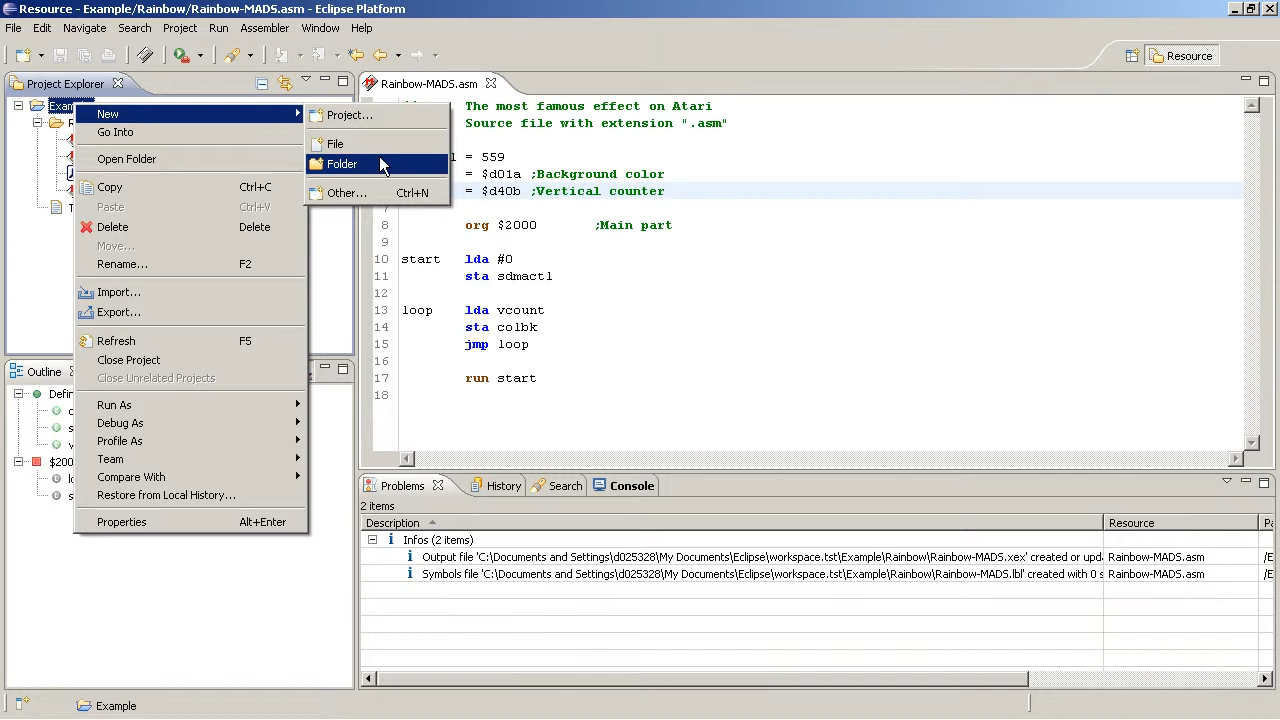 Resource - Example/Rainbow/Rainbow-MADS.asm - Eclipse Platform
File Edit Navigate Search Project Run Assembler Window Help
Resource
Project Explorer
New
Go Into
Open Folder
Copy Ctrl+C
Paste Ctrl+V
Delete Delete
Move...
Rename... F2
Import...
Export...
Refresh F5
Close Project
Close Unrelated Projects
Run As
Debug As
Profile As
Team
Compare With
Restore from Local History...
Properties Alt+Enter
Project...
File
Folder
Other... Ctrl+N
Outline
Rainbow-MADS.asm
The most famous effect on Atari
Source file with extension ".asm"
= 559
= $d01a ;Background color
= $d40b ;Vertical counter
8 org $2000 ;Main part
9
10 start lda #0
11 sta sdmactl
12
13 loop lda vcount
14 sta colbk
15 jmp loop
16
17 run start
18
Problems History Search Console
2 items
Description Resource
Infos (2 items)
Output file 'C:\Documents and Settings\d025328\My Documents\Eclipse\workspace.tst\Example\Rainbow\Rainbow-MADS.xex' created or upd Rainbow-MADS.asm /E
Symbols file 'C:\Documents and Settings\d025328\My Documents\Eclipse\workspace.tst\Example\Rainbow\Rainbow-MADS.lbl' created with 0 s Rainbow-MADS.asm /E
Example